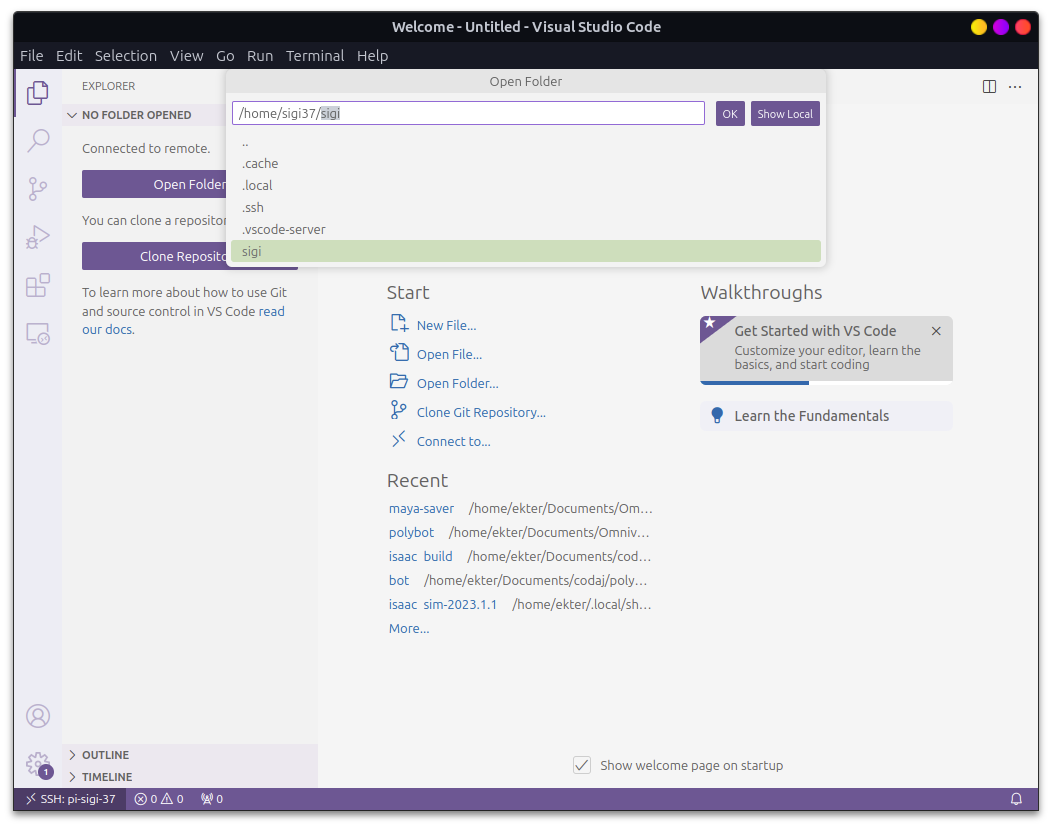 Welcome - Untitled - Visual Studio Code
File Edit Selection View Go Run Terminal Help
EXPLORER
NO FOLDER OPENED
Connected to remote.
Open Folder
You can clone a repositor
Clone Reposito
To learn more about how to use Git
and source control in VS Code read
our docs.
OUTLINE
TIMELINE
Open Folder
/home/sigi37/sigi
OK
Show Local
..
.cache
.local
.ssh
.vscode-server
sigi
Start
New File...
Open File...
Open Folder...
Clone Git Repository...
Connect to...
Recent
maya-saver /home/ekter/Documents/Om...
polybot /home/ekter/Documents/Omniv...
isaac build /home/ekter/Documents/cod...
bot /home/ekter/Documents/codaj/poly...
isaac sim-2023.1.1 /home/ekter/.local/sh...
More...
Walkthroughs
Get Started with VS Code
Customize your editor, learn the
basics, and start coding
Learn the Fundamentals
Show welcome page on startup
1
SSH: pi-sigi-37 0 0 0